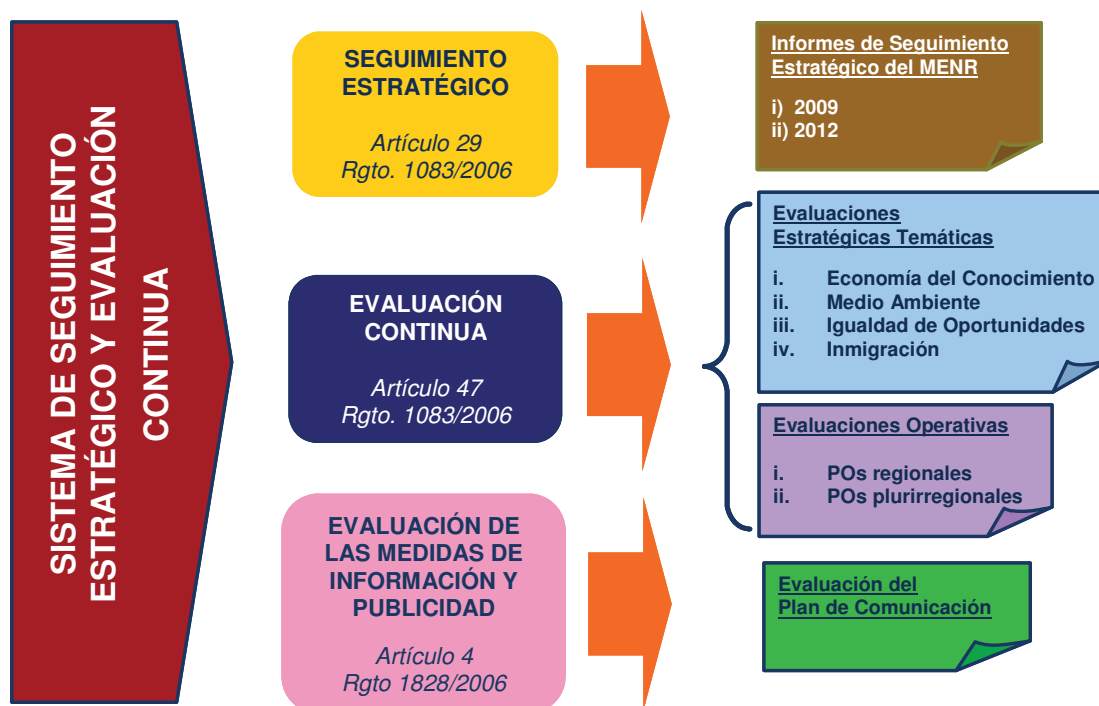 SISTEMA DE SEGUIMIENTO
ESTRATÉGICO Y EVALUACIÓN
CONTINUA
SEGUIMIENTO
ESTRATÉGICO
Artículo 29
Rgto. 1083/2006
Informes de Seguimiento
Estratégico del MENR
i) 2009
ii) 2012
EVALUACIÓN
CONTINUA
Artículo 47
Rgto. 1083/2006
Evaluaciones
Estratégicas Temáticas
i. Economía del Conocimiento
ii. Medio Ambiente
iii. Igualdad de Oportunidades
iv. Inmigración
Evaluaciones Operativas
i. POs regionales
ii. POs plurirregionales
EVALUACIÓN DE
LAS MEDIDAS DE
INFORMACIÓN Y
PUBLICIDAD
Artículo 4
Rgto 1828/2006
Evaluación del
Plan de Comunicación